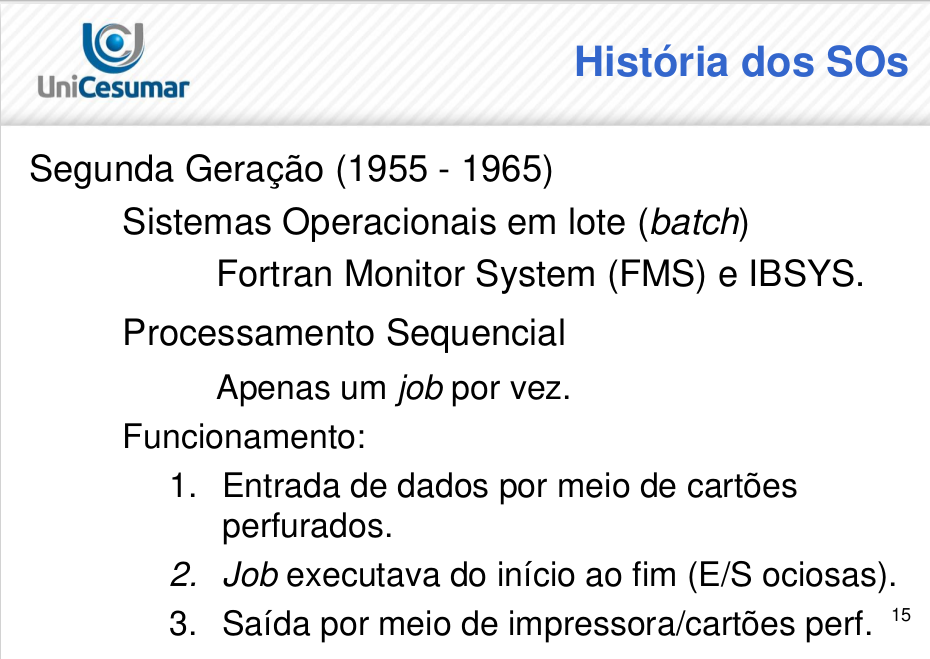 UniCesumar
História dos SOs
Segunda Geração (1955 - 1965)
Sistemas Operacionais em lote (batch)
Fortran Monitor System (FMS) e IBSYS.
Processamento Sequencial
Apenas um job por vez.
Funcionamento:
1. Entrada de dados por meio de cartões
perfurados.
2. Job executava do início ao fim (E/S ociosas).
3. Saída por meio de impressora/cartões perf.
15